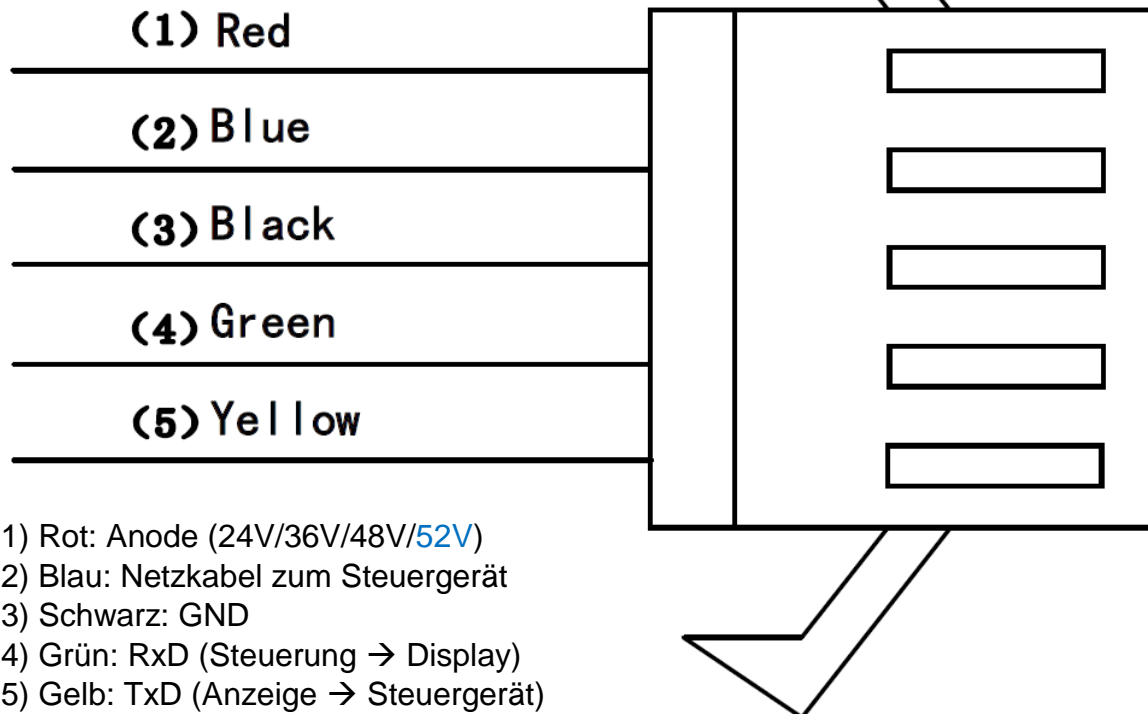 (1) Red
(2) Blue
(3) Black
(4) Green
(5) Yellow
1) Rot: Anode (24V/36V/48V/52V)
2) Blau: Netzkabel zum Steuergerät
3) Schwarz: GND
4) Grün: RxD (Steuerung → Display)
5) Gelb: TxD (Anzeige → Steuergerät)